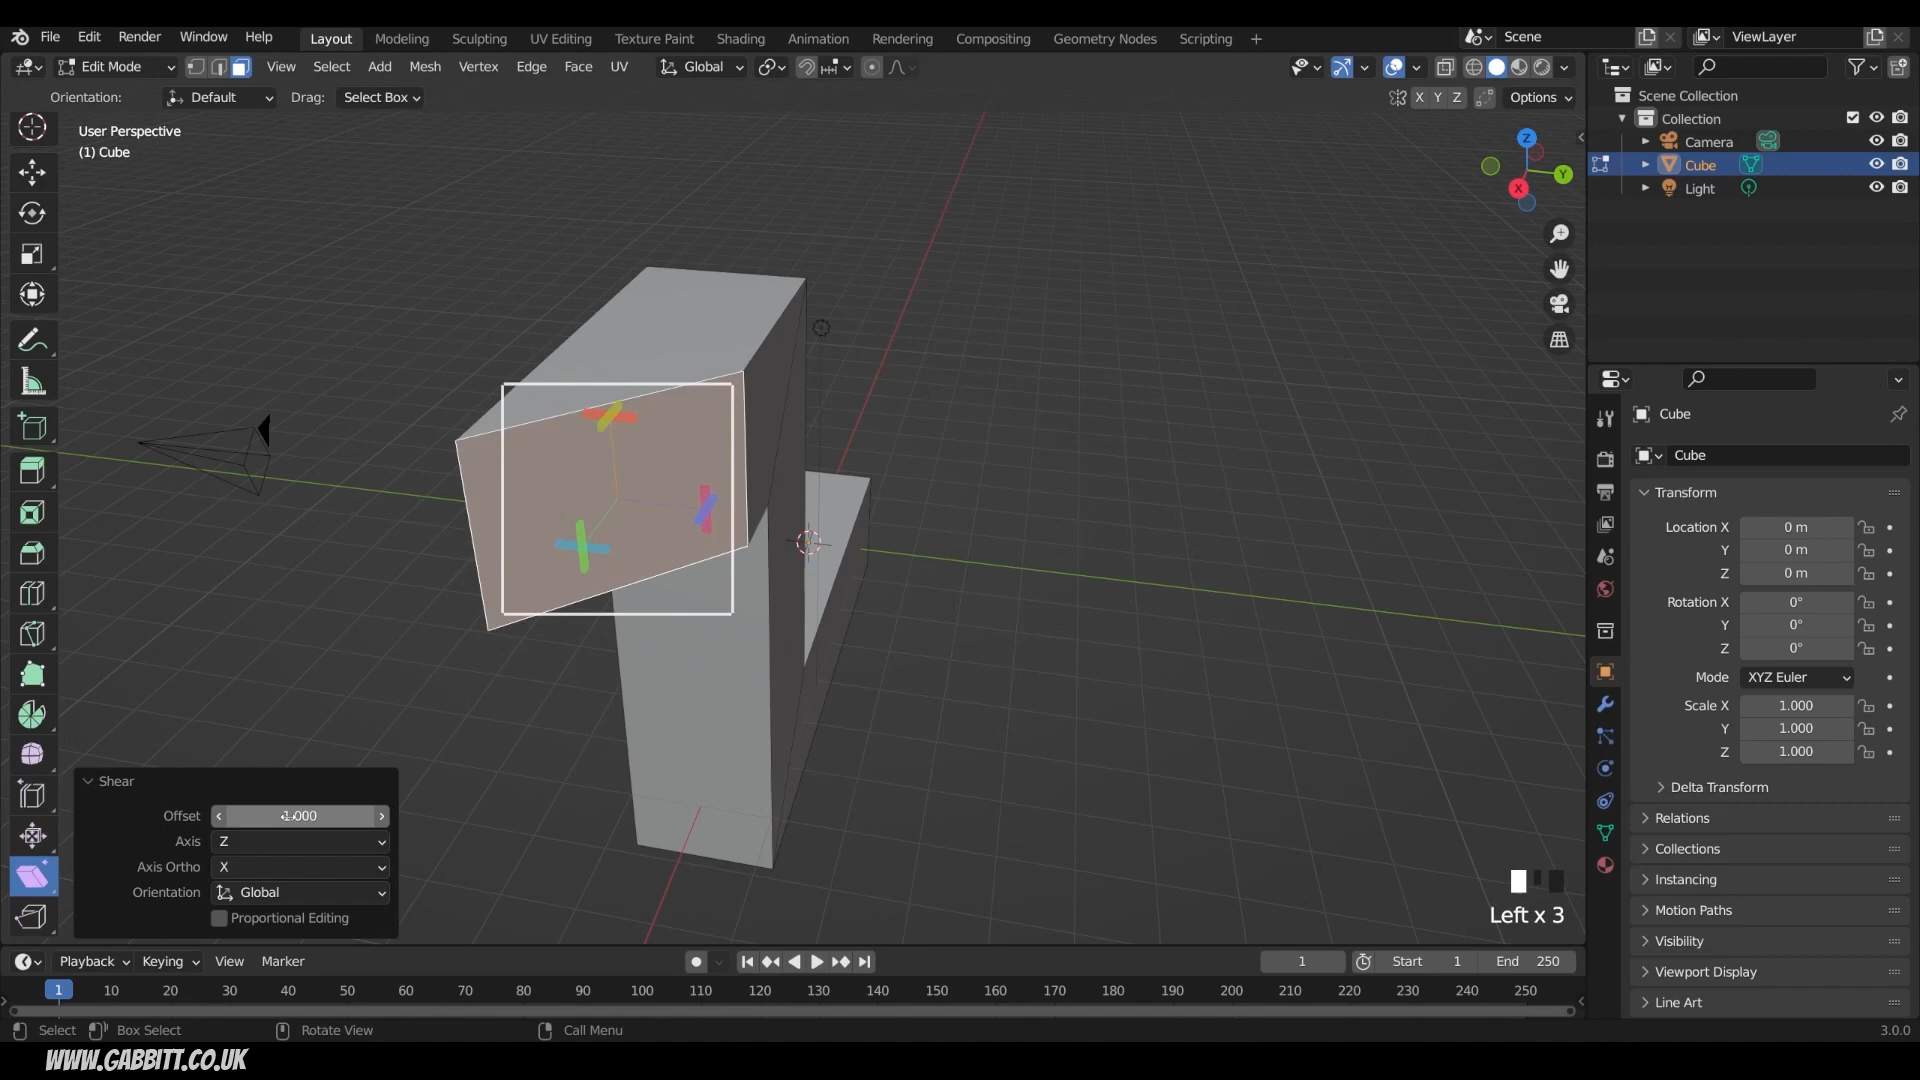 File Edit Render Window Help Layout Modeling Sculpting UV Editing Texture Paint Shading Animation Rendering Compositing Geometry Nodes Scripting + Scene ViewLayer
Edit Mode View Select Add Mesh Vertex Edge Face UV Global
Orientation: Default Drag: Select Box X Y Z Options
User Perspective
(1) Cube
Z
Y
X
Scene Collection
Collection
Camera
Cube
Light
Cube
Cube
Transform
Location X 0 m
Y 0 m
Z 0 m
Rotation X 0°
Y 0°
Z 0°
Mode XYZ Euler
Scale X 1.000
Y 1.000
Z 1.000
Delta Transform
Relations
Collections
Instancing
Motion Paths
Visibility
Viewport Display
Line Art
Shear
Offset
Axis Z
Axis Ortho X
Orientation Global
Proportional Editing
Left x 3
Playback Keying View Marker 1 Start 1 End 250
1 10 20 30 40 50 60 70 80 90 100 110 120 130 140 150 160 170 180 190 200 210 220 230 240 250
Select Box Select Rotate View Call Menu 3.0.0
WWW.GABBITT.CO.UK